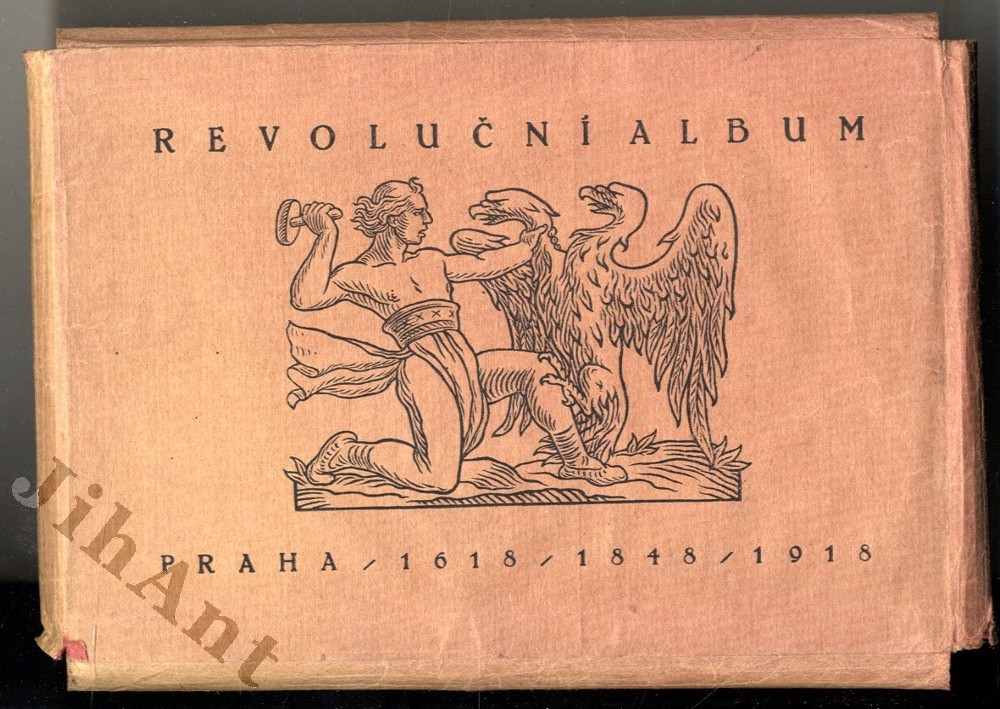 REVOLUČNÍ ALBUM
PRAHA / 1618 / 1848 / 1918
JihAnt